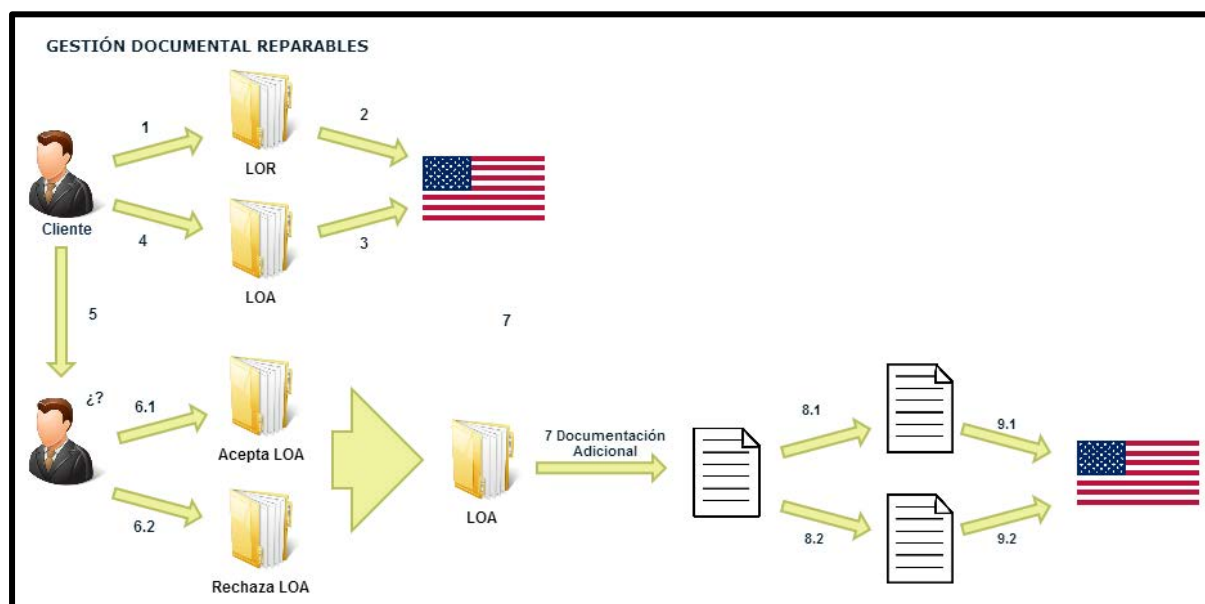 GESTIÓN DOCUMENTAL REPARABLES
1
2
LOR
Cliente
4
3
LOA
5
7
¿?
6.1
Acepta LOA
6.2
Rechaza LOA
LOA
7 Documentación
Adicional
8.1
9.1
8.2
9.2